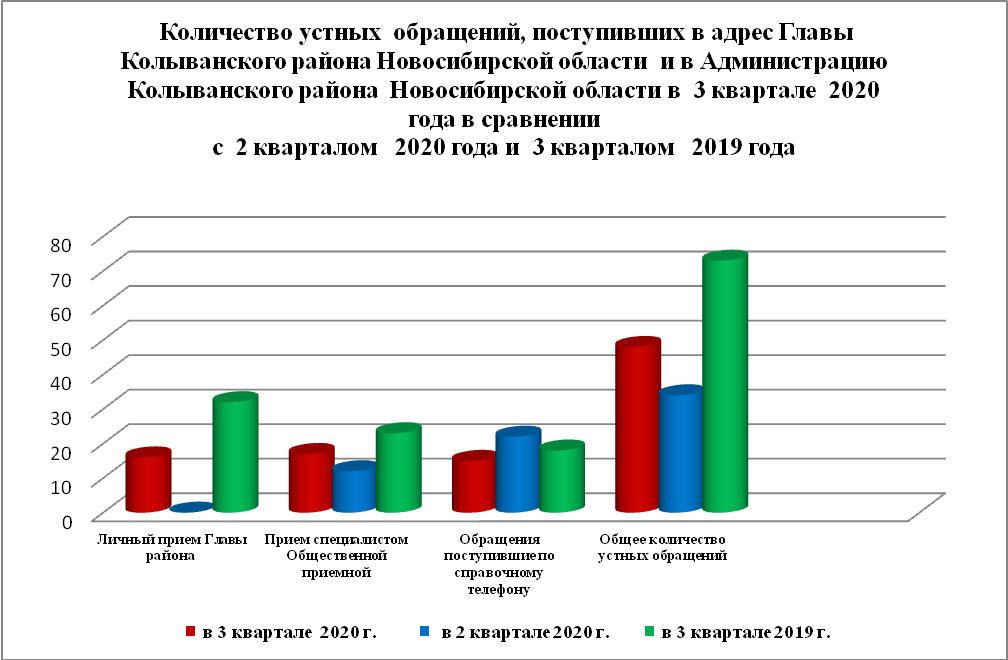 Количество устных обращений, поступивших в адрес Главы
Колыванского района Новосибирской области и в Администрацию
Колыванского района Новосибирской области в 3 квартале 2020
года в сравнении
с 2 кварталом 2020 года и 3 кварталом 2019 года
80
70
60
50
40
30
20
10
0
Личный прием Главы
района
Прием специалистом
Общественной
приемной
Обращения
поступившие по
справочному
телефону
Общее количество
устных обращений
в 3 квартале 2020 г.
в 2 квартале 2020 г.
в 3 квартале 2019 г.